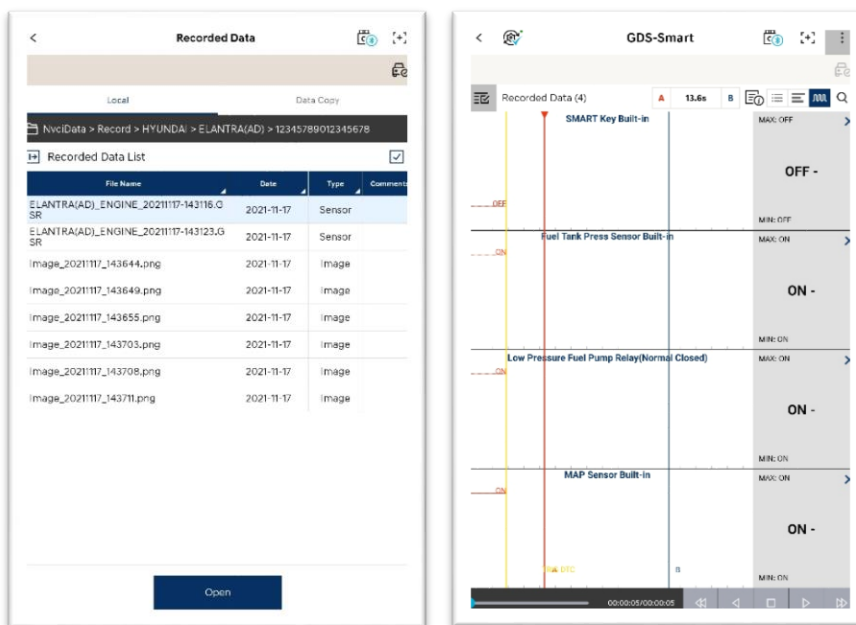 Recorded Data
Local
Data Copy
NvciData > Record > HYUNDAI > ELANTRA(AD) > 12345789012345678
Recorded Data List
File Name Date Type Comments
ELANTRA(AD)_ENGINE_20211117-143116.G
SR
2021-11-17 Sensor
ELANTRA(AD)_ENGINE_20211117-143123.G
SR
2021-11-17 Sensor
Image_20211117_143644.png 2021-11-17 Image
Image_20211117_143649.png 2021-11-17 Image
Image_20211117_143655.png 2021-11-17 Image
Image_20211117_143703.png 2021-11-17 Image
Image_20211117_143708.png 2021-11-17 Image
Image_20211117_143711.png 2021-11-17 Image
Open
GDS-Smart
Recorded Data (4) A 13.6s B
SMART Key Built-in
MAX: OFF
OFF
OFF -
MIN: OFF
Fuel Tank Press Sensor Built-in
MAX: ON
ON
ON -
MIN: ON
Low Pressure Fuel Pump Relay(Normal Closed)
MAX: ON
ON
ON -
MIN: ON
MAP Sensor Built-in
MAX: ON
ON
ON -
DTC
B
MIN: ON
00:00:05/00:00:05